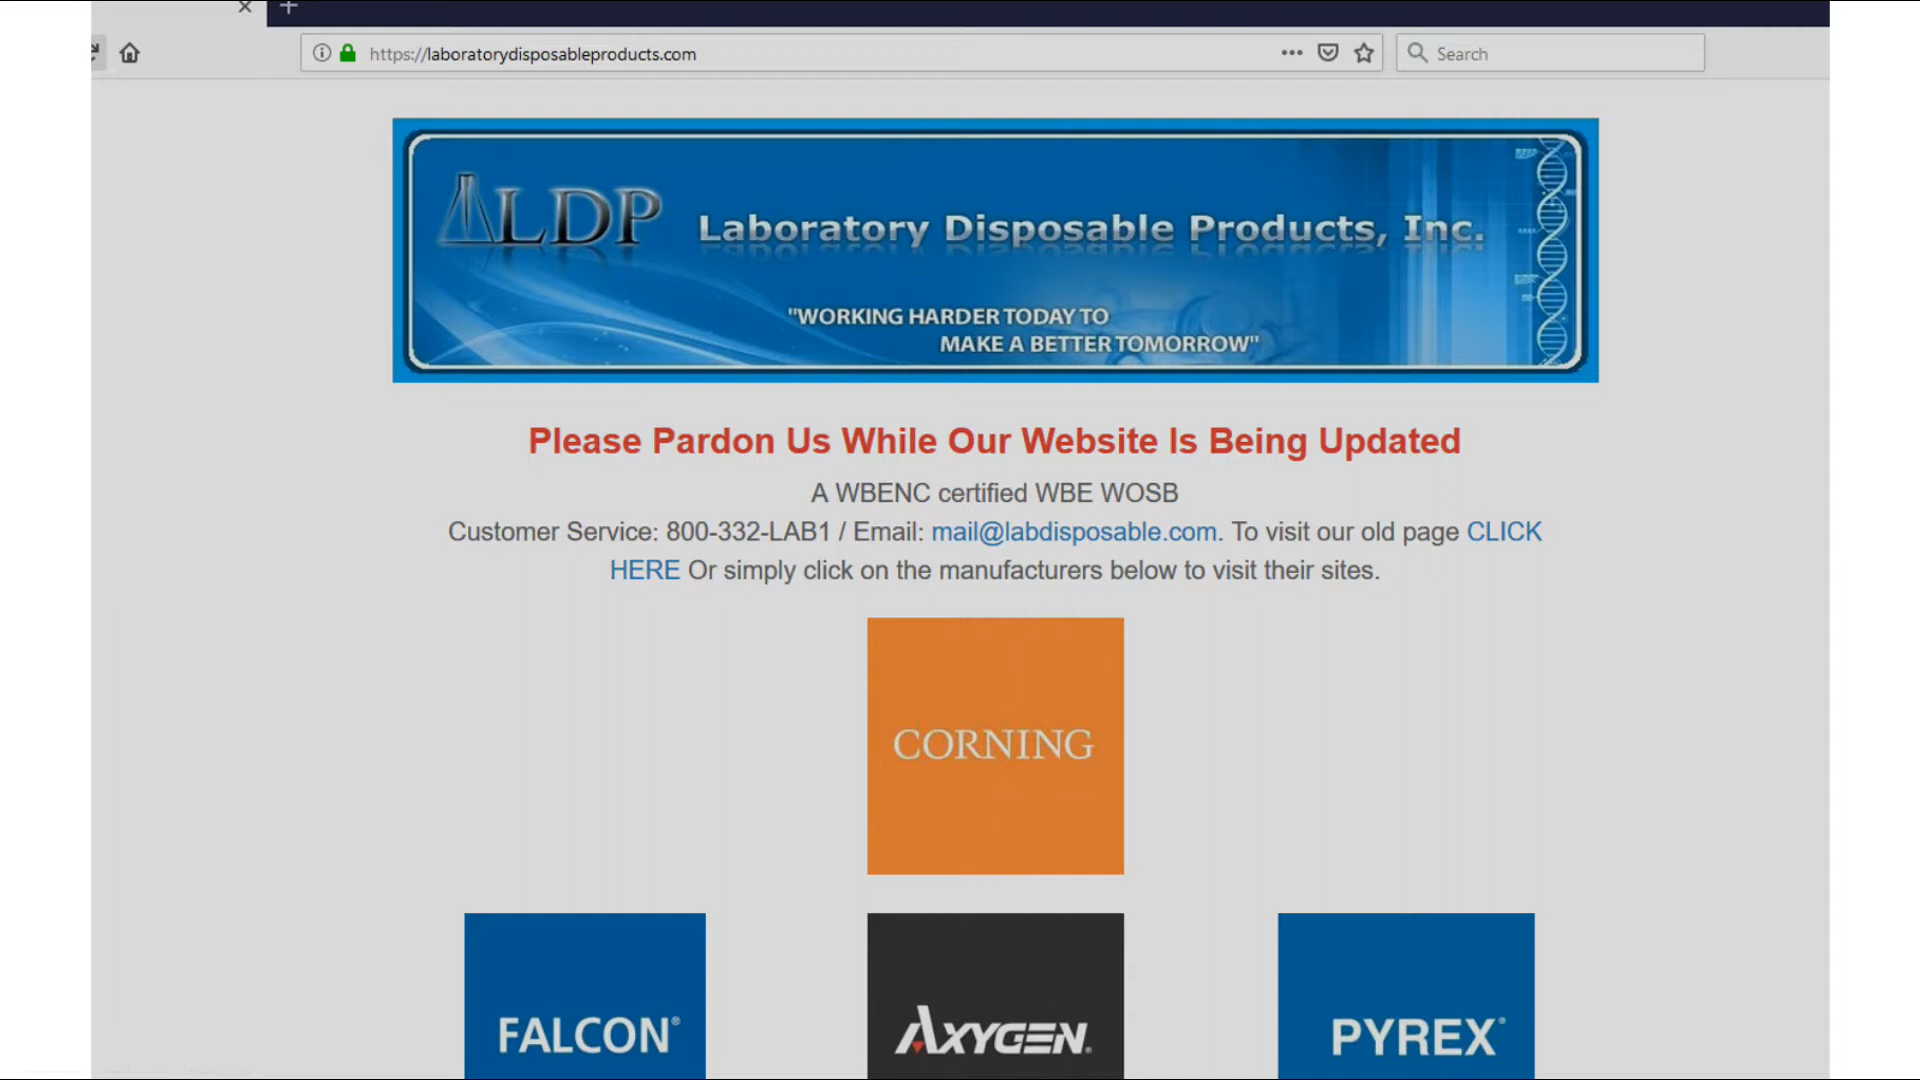 https://laboratorydisposableproducts.com
Search
LDP
Laboratory Disposable Products, Inc.
"WORKING HARDER TODAY TO
MAKE A BETTER TOMORROW"
Please Pardon Us While Our Website Is Being Updated
A WBENC certified WBE WOSB
Customer Service: 800-332-LAB1 / Email: mail@labdisposable.com. To visit our old page CLICK
HERE Or simply click on the manufacturers below to visit their sites.
CORNING
FALCON®
AXYGEN®
PYREX®